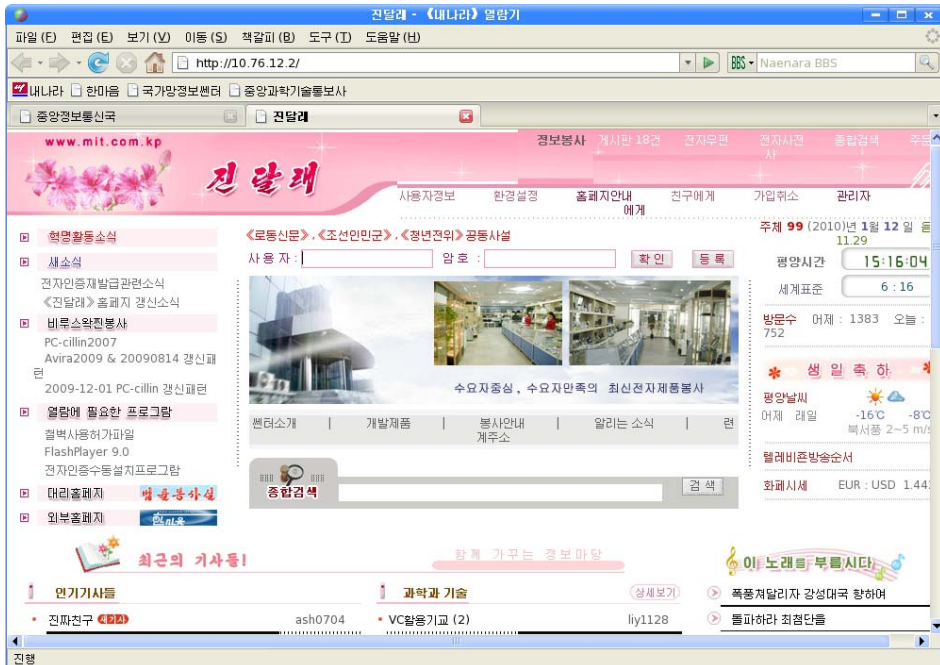 진달래 - 《내나라》 열람기
파일(F) 편집(E) 보기(V) 이동(S) 책갈피(B) 도구(T) 도움말(H)
http://10.76.12.2/
BBS Naenara BBS
내나라 한마음 국가망정보쎈터 중앙과학기술통보사
중앙정보통신국 진달래
www.mit.com.kp
진달래
정보봉사 게시판 18건 전자우편 전자사전 종합검색 주문
사
사용자정보 환경설정 홈페지안내 친구에게 가입취소 관리자
에게
혁명활동소식
새소식
전자인증재발급관련소식
《진달래》홈페지 갱신소식
비루스왁찐봉사
PC-cillin2007
Avira2009 & 20090814 갱신패
턴
2009-12-01 PC-cillin 갱신패턴
열람에 필요한 프로그람
철벽사용허가파일
FlashPlayer 9.0
전자인증수동설치프로그람
대리홈페지 법률봉사실
외부홈페지
《로동신문》,《조선인민군》,《청년전위》공동사설
사용자: 암호: 확인 등록
수요자중심, 수요자만족의 최신전자제품봉사
쎈터소개 | 개발제품 | 봉사안내 | 알리는 소식 | 련
계주소
종합검색 검색
주체 99 (2010)년 1월 12일 음
11.29
평양시간 15:16:04
세계표준 6:16
방문수 어제: 1383 오늘:
752
생일축하
평양날씨
어제 래일 -16℃ -8℃
북서풍 2~5 m/s
텔레비죤방송순서
화페시세 EUR : USD 1.44
최근의 기사들!
함께 가꾸는 정보마당
이 노래를 부릅시다
인기기사들
진짜친구 새기사 ash0704
과학과 기술 상세보기
VC활용기교 (2) liy1128
폭풍쳐달리자 강성대국 향하여
돌파하라 최첨단을
진행